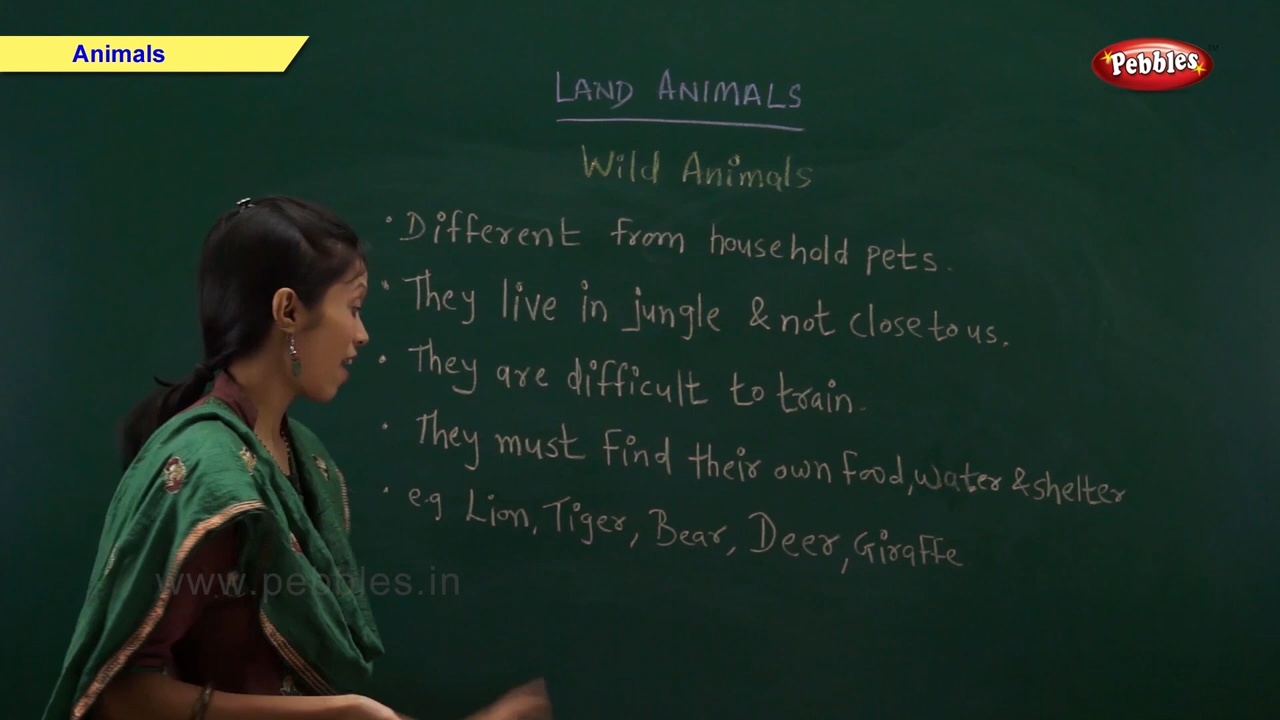 Animals
Pebbles
TM
LAND ANIMALS
Wild Animals
• Different from household pets.
• They live in jungle & not close to us.
• They are difficult to train.
• They must find their own food, water & shelter
• e.g Lion, Tiger, Bear, Deer, Giraffe
www.pebbles.in